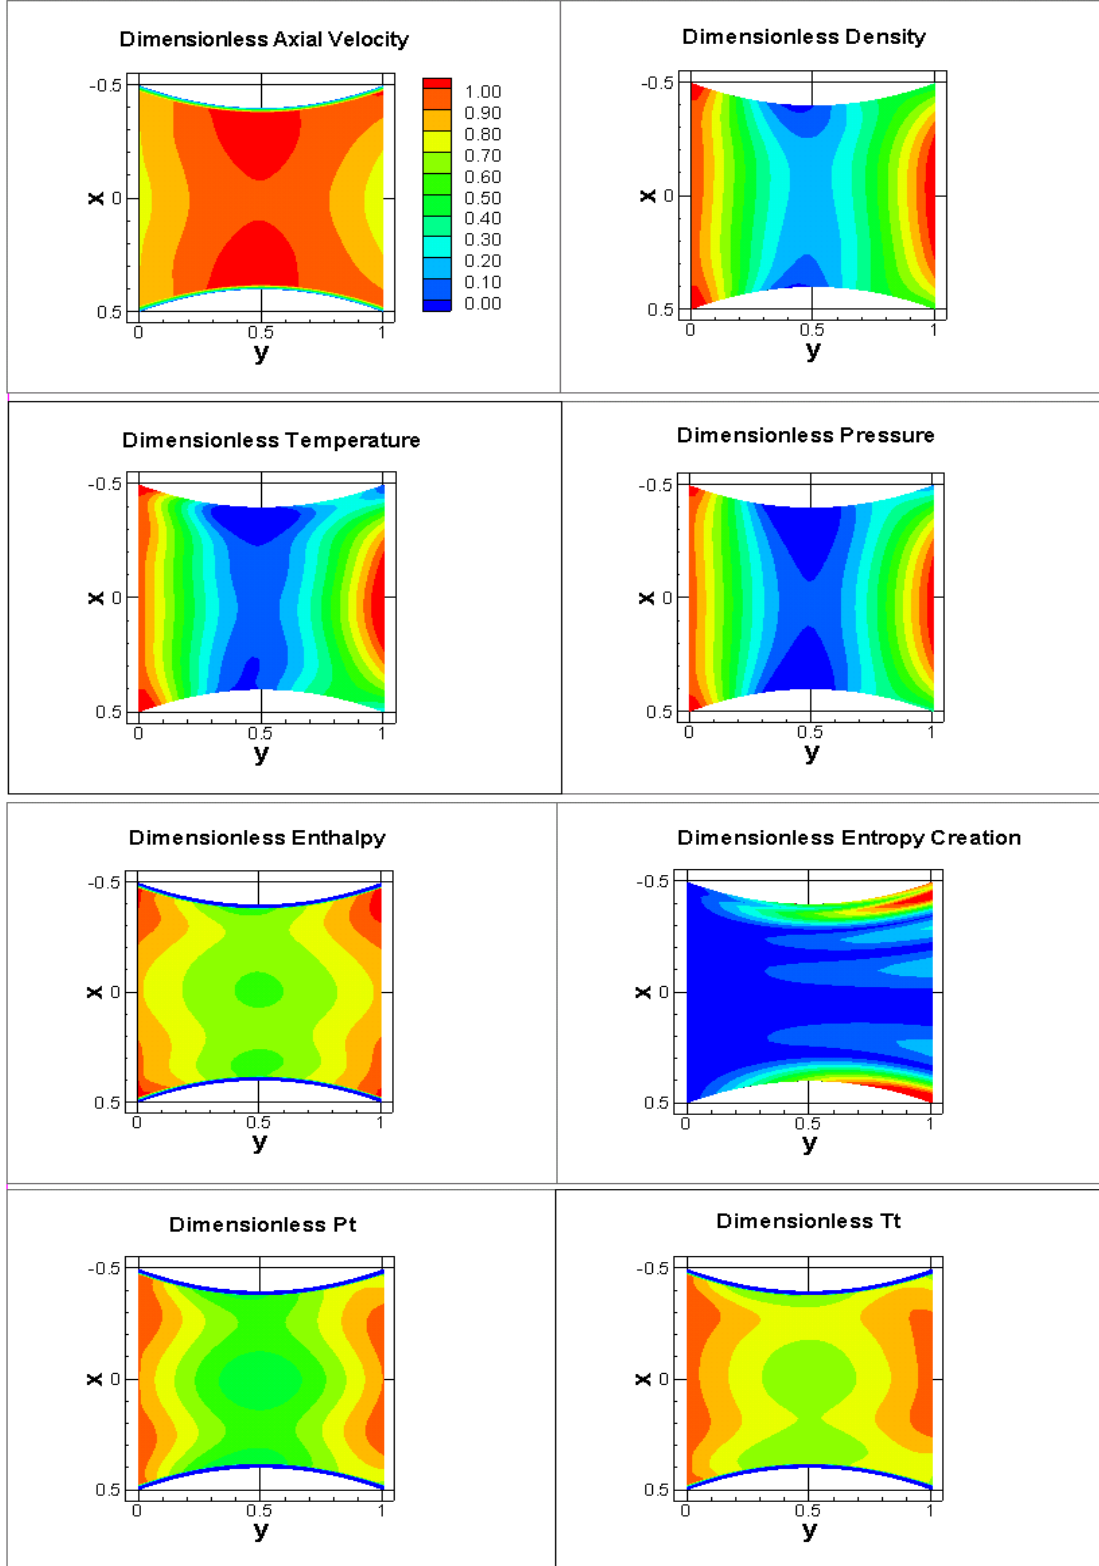 Dimensionless Axial Velocity
-0.5
x 0
0.5
0 0.5 1
y
1.00
0.90
0.80
0.70
0.60
0.50
0.40
0.30
0.20
0.10
0.00
Dimensionless Density
-0.5
x 0
0.5
0 0.5 1
y
Dimensionless Temperature
-0.5
x 0
0.5
0 0.5 1
y
Dimensionless Pressure
-0.5
x 0
0.5
0 0.5 1
y
Dimensionless Enthalpy
-0.5
x 0
0.5
0 0.5 1
y
Dimensionless Entropy Creation
-0.5
x 0
0.5
0 0.5 1
y
Dimensionless Pt
-0.5
x 0
0.5
0 0.5 1
y
Dimensionless Tt
-0.5
x 0
0.5
0 0.5 1
y